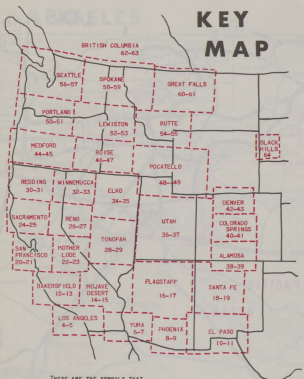 KEY
MAP
BRITISH COLUMBIA
62-63
SEATTLE
56-57
SPOKANE
58-59
GREAT FALLS
60-61
PORTLAND
50-51
LEWISTON
52-53
BUTTE
54-55
BLACK
HILLS
64
MEDFORD
44-45
BOISE
46-47
POCATELLO
48-49
REDDING
30-31
WINNEMUCCA
32-33
ELKO
34-35
DENVER
42-43
SACRAMENTO
24-25
RENO
26-27
UTAH
36-37
COLORADO
SPRINGS
40-41
SAN
FRANCISCO
20-21
MOTHER
LODE
22-23
TONOPAH
28-29
ALAMOSA
38-39
BAKERSFIELD
12-13
MOJAVE
DESERT
14-15
FLAGSTAFF
16-17
SANTA FE
18-19
LOS ANGELES
4-5
YUMA
6-7
PHOENIX
8-9
EL PASO
10-11
THERE ARE THE SYMBOLS THAT